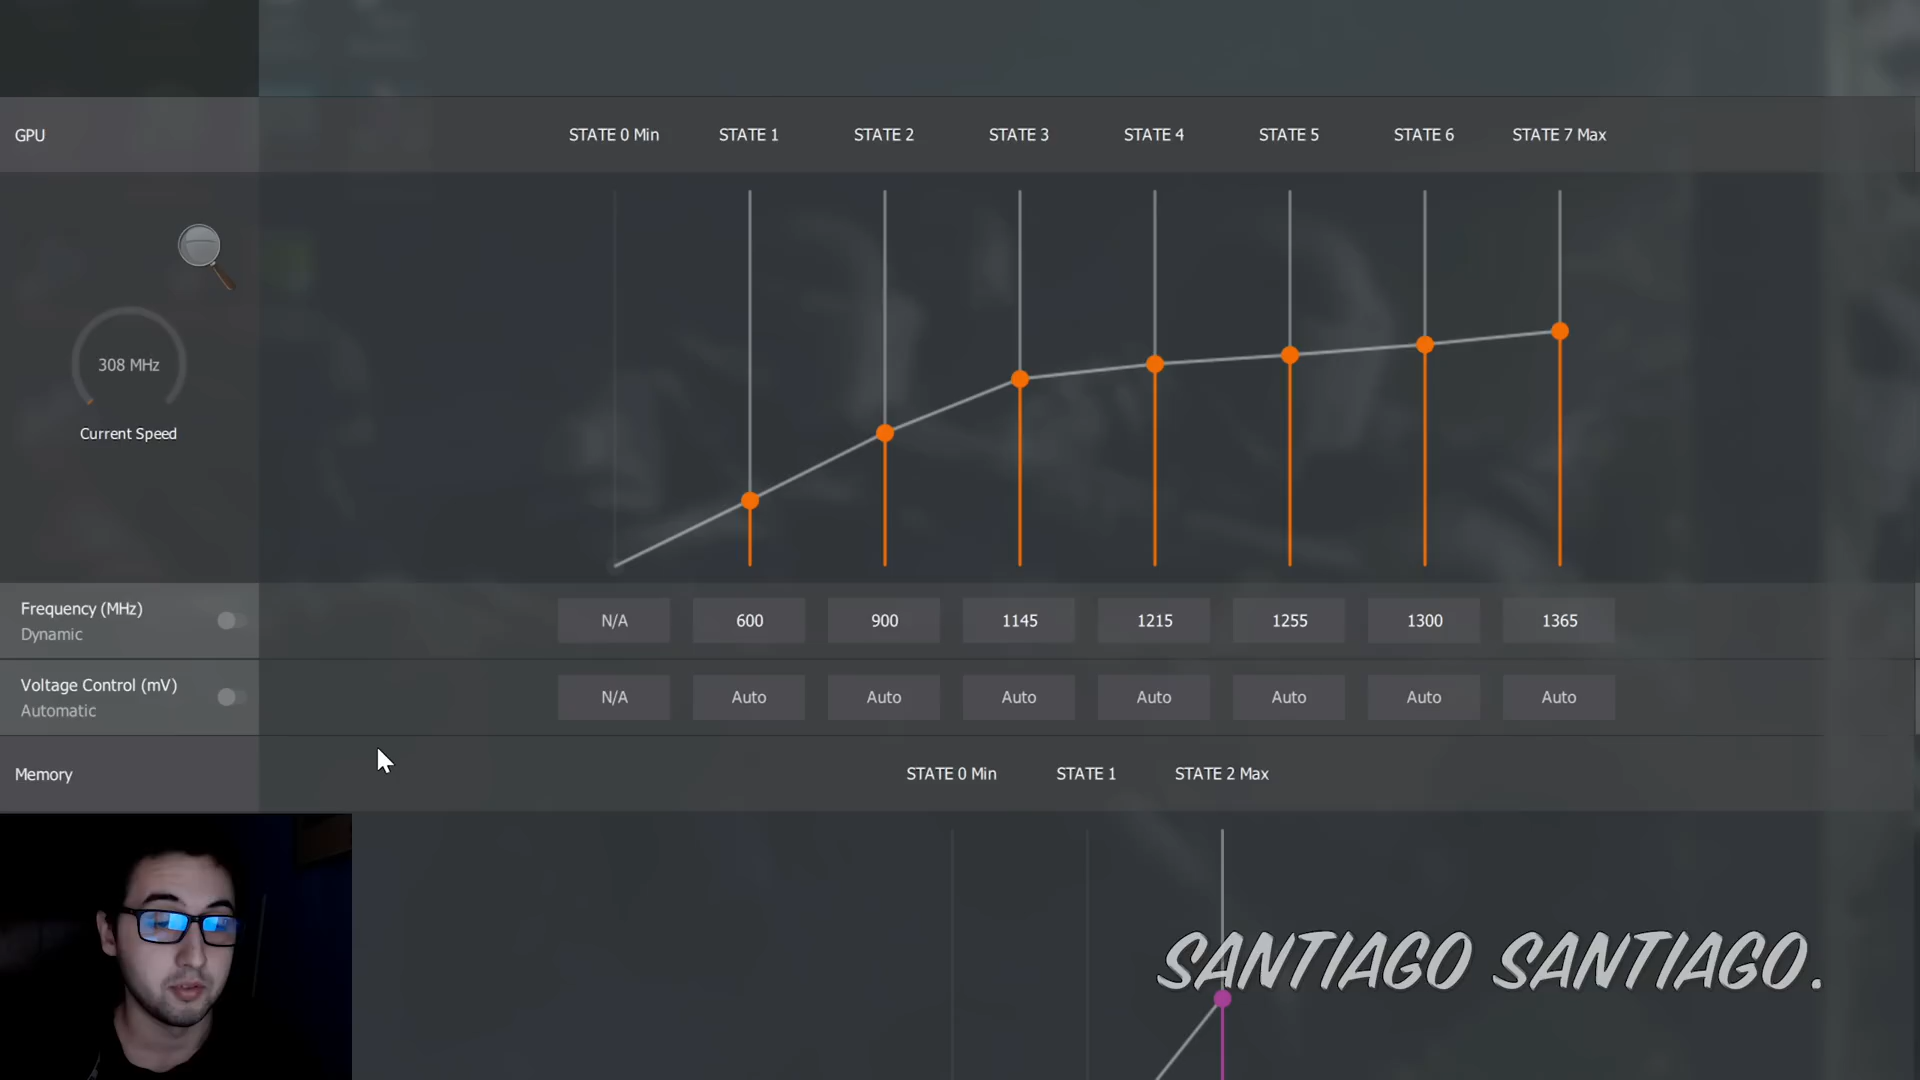 GPU STATE 0 Min STATE 1 STATE 2 STATE 3 STATE 4 STATE 5 STATE 6 STATE 7 Max
308 MHz
Current Speed
Frequency (MHz)
Dynamic
N/A 600 900 1145 1215 1255 1300 1365
Voltage Control (mV)
Automatic
N/A Auto Auto Auto Auto Auto Auto Auto
Memory STATE 0 Min STATE 1 STATE 2 Max
SANTIAGO SANTIAGO.